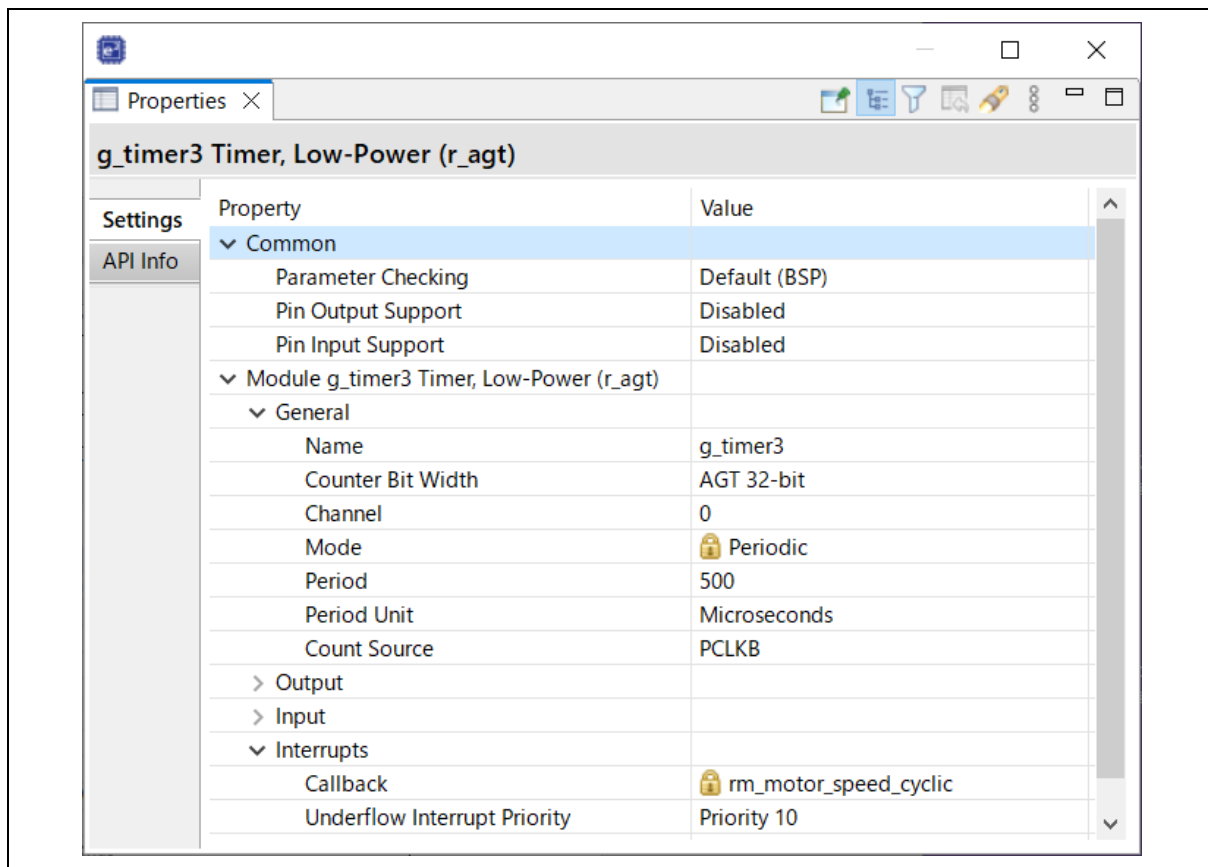 Properties
g_timer3 Timer, Low-Power (r_agt)
Settings
API Info
Property Value
Common
Parameter Checking Default (BSP)
Pin Output Support Disabled
Pin Input Support Disabled
Module g_timer3 Timer, Low-Power (r_agt)
General
Name g_timer3
Counter Bit Width AGT 32-bit
Channel 0
Mode Periodic
Period 500
Period Unit Microseconds
Count Source PCLKB
Output
Input
Interrupts
Callback rm_motor_speed_cyclic
Underflow Interrupt Priority Priority 10